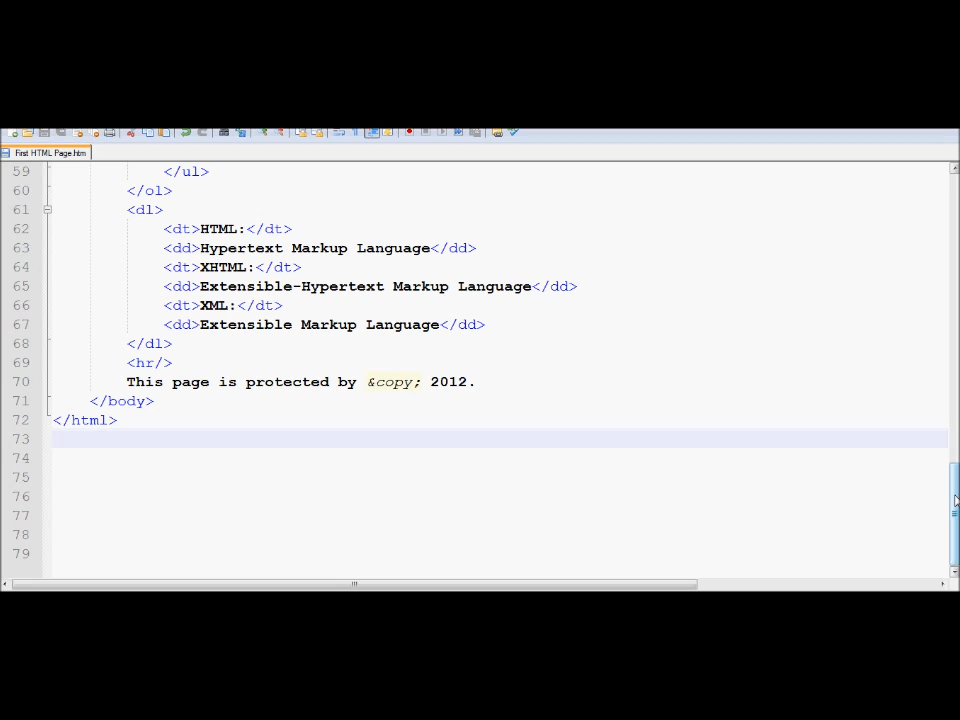 First HTML Page.htm
59 </ul>
60 </ol>
61 <dl>
62 <dt>HTML:</dt>
63 <dd>Hypertext Markup Language</dd>
64 <dt>XHTML:</dt>
65 <dd>Extensible-Hypertext Markup Language</dd>
66 <dt>XML:</dt>
67 <dd>Extensible Markup Language</dd>
68 </dl>
69 <hr/>
70 This page is protected by &copy; 2012.
71 </body>
72 </html>
73
74
75
76
77
78
79